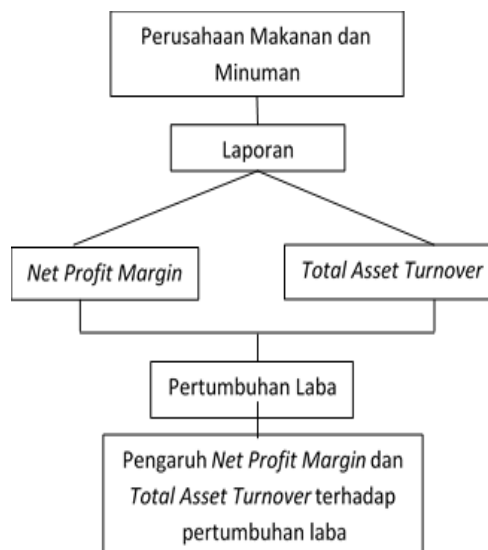 Perusahaan Makanan dan
Minuman
Laporan
Net Profit Margin
Total Asset Turnover
Pertumbuhan Laba
Pengaruh Net Profit Margin dan
Total Asset Turnover terhadap
pertumbuhan laba